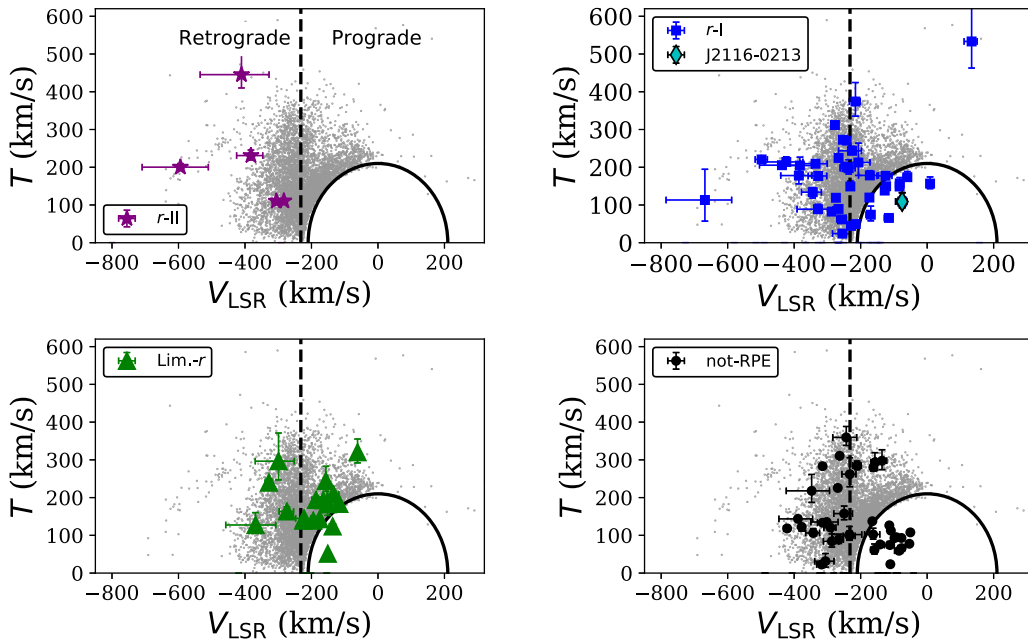 Retrograde Prograde
r-II
T (km/s)
600
500
400
300
200
100
0
−800 −600 −400 −200 0 200
V_LSR (km/s)
r-I
J2116-0213
T (km/s)
600
500
400
300
200
100
0
−800 −600 −400 −200 0 200
V_LSR (km/s)
Lim.-r
T (km/s)
600
500
400
300
200
100
0
−800 −600 −400 −200 0 200
V_LSR (km/s)
not-RPE
T (km/s)
600
500
400
300
200
100
0
−800 −600 −400 −200 0 200
V_LSR (km/s)